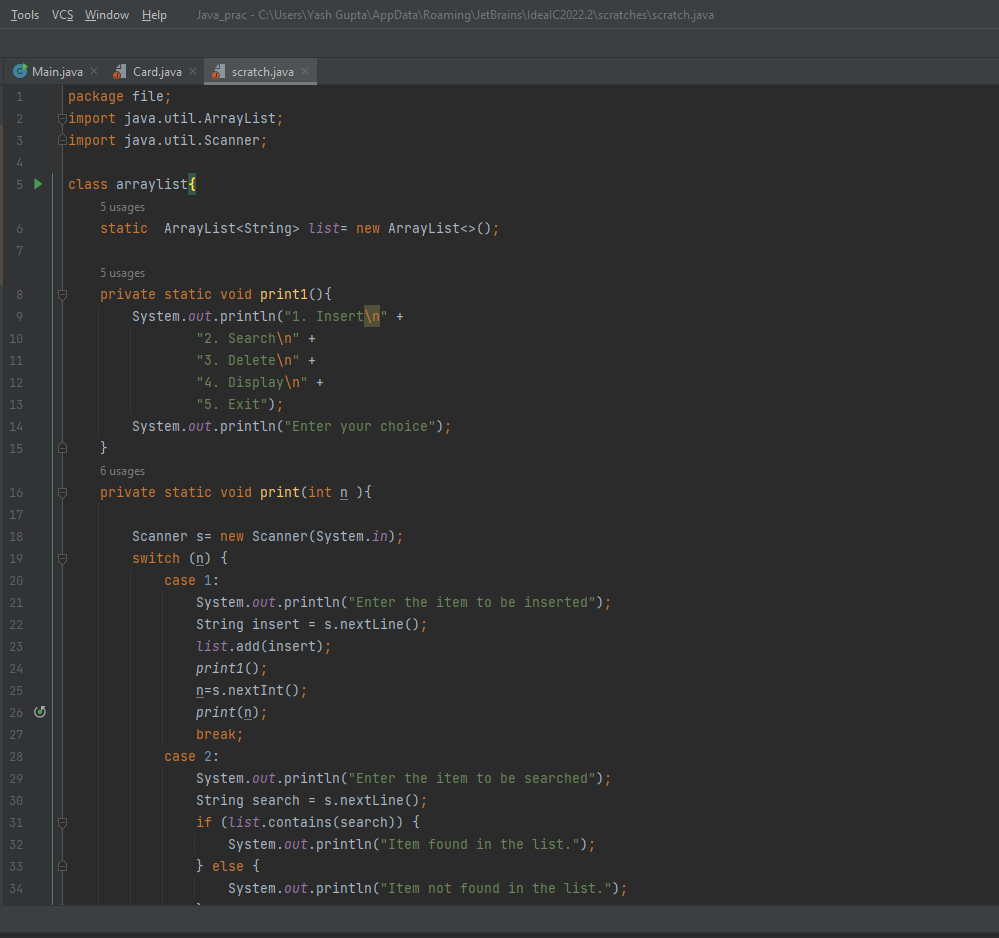 Tools VCS Window Help Java_prac - C:\Users\Yash Gupta\AppData\Roaming\JetBrains\IdeaIC2022.2\scratches\scratch.java
Main.java Card.java scratch.java
1 package file;
2 import java.util.ArrayList;
3 import java.util.Scanner;
4
5 class arraylist{
5 usages
6 static  ArrayList<String> list= new ArrayList<>();
7
5 usages
8 private static void print1(){
9 System.out.println("1. Insert\n" +
10 "2. Search\n" +
11 "3. Delete\n" +
12 "4. Display\n" +
13 "5. Exit");
14 System.out.println("Enter your choice");
15 }
6 usages
16 private static void print(int n ){
17
18 Scanner s= new Scanner(System.in);
19 switch (n) {
20 case 1:
21 System.out.println("Enter the item to be inserted");
22 String insert = s.nextLine();
23 list.add(insert);
24 print1();
25 n=s.nextInt();
26 print(n);
27 break;
28 case 2:
29 System.out.println("Enter the item to be searched");
30 String search = s.nextLine();
31 if (list.contains(search)) {
32 System.out.println("Item found in the list.");
33 } else {
34 System.out.println("Item not found in the list.");